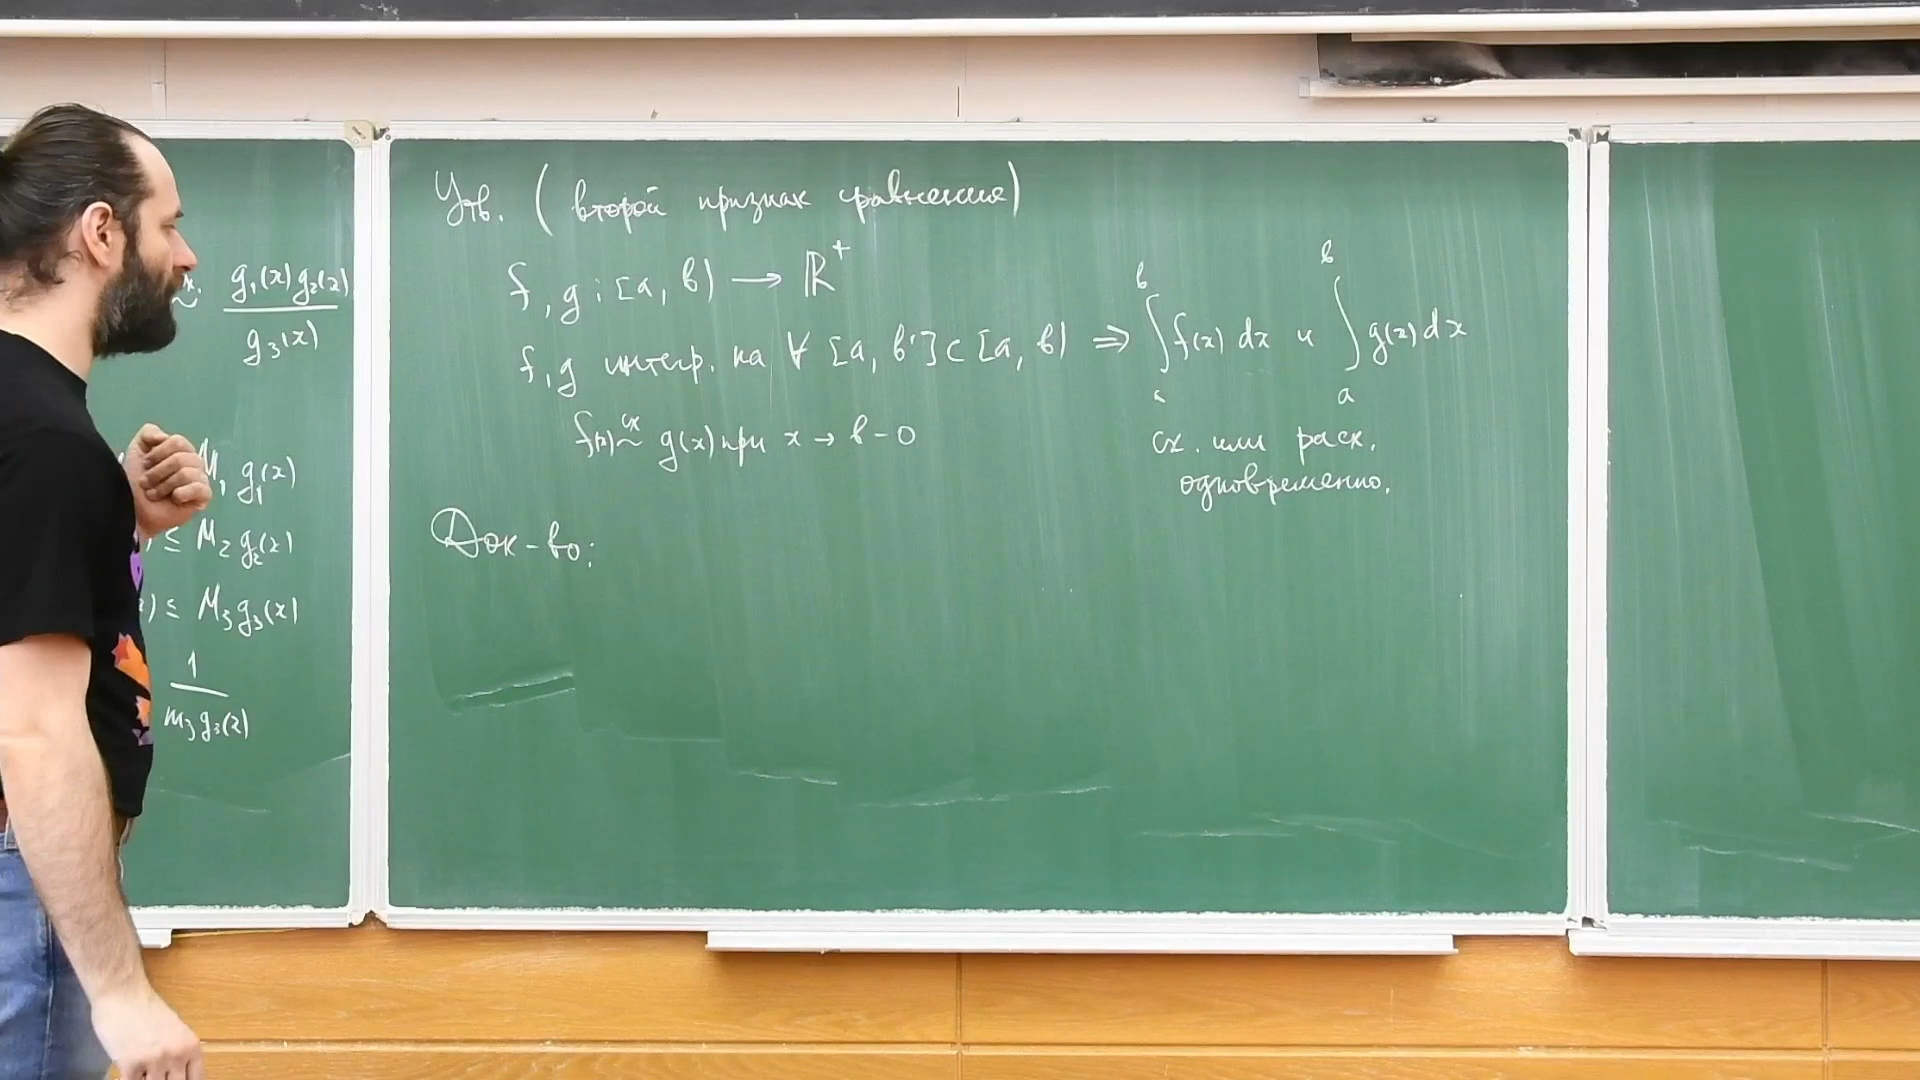 g₁(x)g₂(x)
g₃(x)
M₁ g₁(x)
≤ M₂ g₂(x)
) ≤ M₃ g₃(x)
1
m₃ g₃(x)
Утв. (второй признак сравнения)
f, g : [a, b) → ℝ⁺
f, g интегр. на ∀ [a, b'] ⊂ [a, b) ⇒ ∫ₐᵇ f(x) dx и ∫ₐᵇ g(x) dx
f(x) ~ᶜˣ g(x) при x → b - 0
сх. или расх.
одновременно.
Док-во: